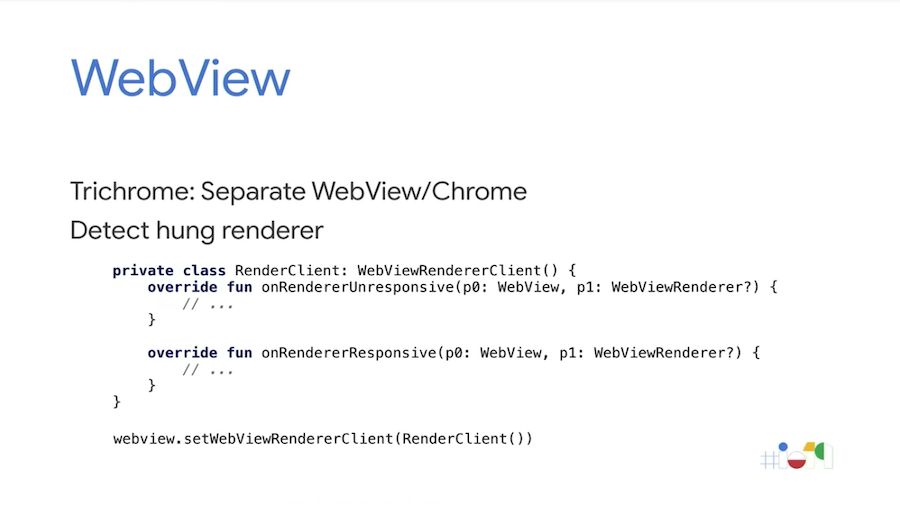 WebView
Trichrome: Separate WebView/Chrome
Detect hung renderer
private class RenderClient: WebViewRendererClient() {
override fun onRendererUnresponsive(p0: WebView, p1: WebViewRenderer?) {
// ...
}
override fun onRendererResponsive(p0: WebView, p1: WebViewRenderer?) {
// ...
}
}
webview.setWebViewRendererClient(RenderClient())
#io19